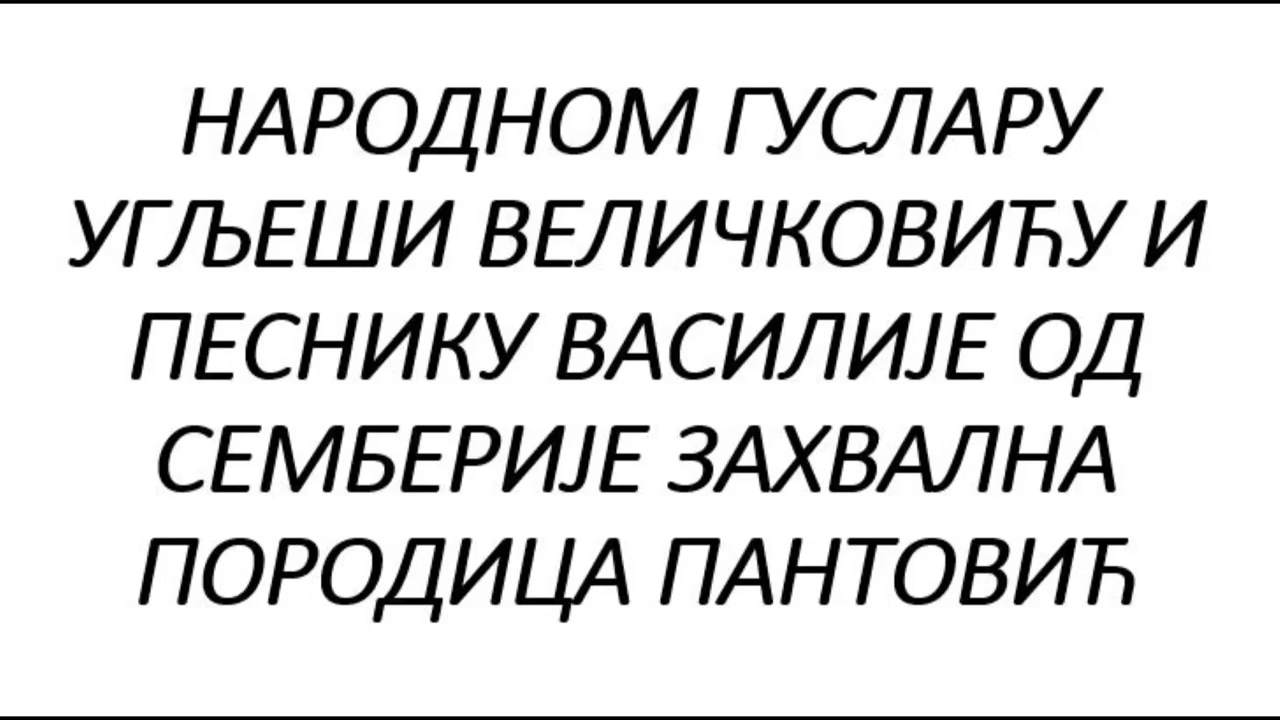 НАРОДНОМ ГУСЛАРУ
УГЉЕШИ ВЕЛИЧКОВИЋУ И
ПЕСНИКУ ВАСИЛИЈЕ ОД
СЕМБЕРИЈЕ ЗАХВАЛНА
ПОРОДИЦА ПАНТОВИЋ